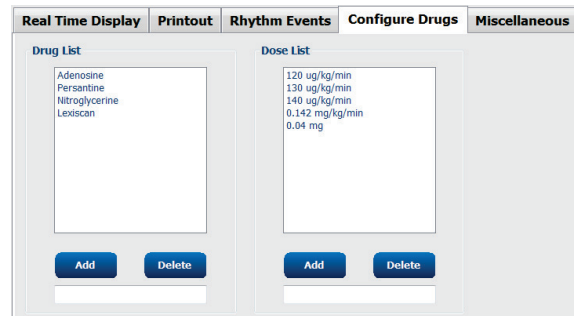 Real Time Display Printout Rhythm Events Configure Drugs Miscellaneous
Drug List
Adenosine
Persantine
Nitroglycerine
Lexiscan
Add Delete
Dose List
120 ug/kg/min
130 ug/kg/min
140 ug/kg/min
0.142 mg/kg/min
0.04 mg
Add Delete